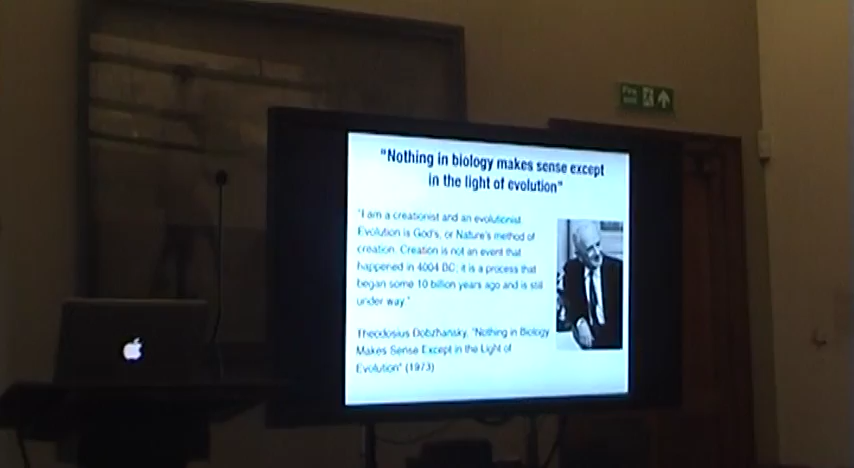 Fire
exit
"Nothing in biology makes sense except
in the light of evolution"
"I am a creationist and an evolutionist.
Evolution is God's, or Nature's method of
creation. Creation is not an event that
happened in 4004 BC; it is a process that
began some 10 billion years ago and is still
under way."
Theodosius Dobzhansky, "Nothing in Biology
Makes Sense Except in the Light of
Evolution" (1973)